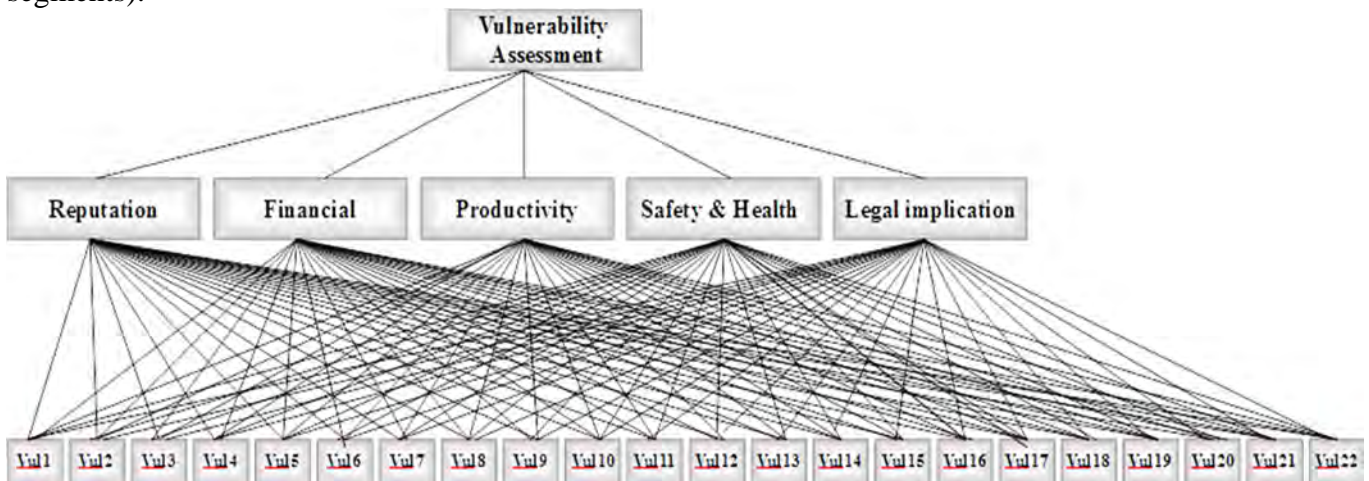 segments).
Vulnerability
Assessment
Reputation
Financial
Productivity
Safety & Health
Legal implication
Vul1
Vul2
Vul3
Vul4
Vul5
Vul6
Vul7
Vul8
Vul9
Vul10
Vul11
Vul12
Vul13
Vul14
Vul15
Vul16
Vul17
Vul18
Vul19
Vul20
Vul21
Vul22